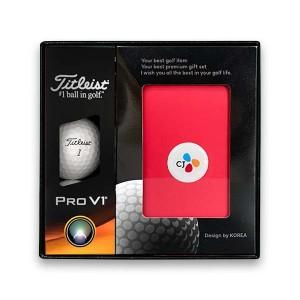 Titleist
#1 ball in golf.
Titleist
1
PRO V1
Your best golf item
Your best premium gift set
I wish you all the best in your golf life.
CJ
Design by KOREA